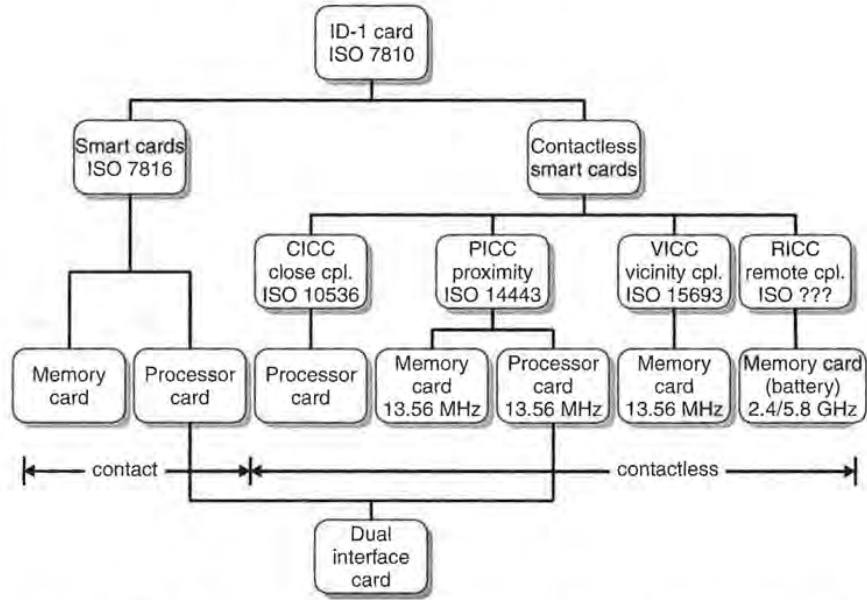 ID-1 card
ISO 7810
Smart cards
ISO 7816
Contactless
smart cards
CICC
close cpl.
ISO 10536
PICC
proximity
ISO 14443
VICC
vicinity cpl.
ISO 15693
RICC
remote cpl.
ISO ???
Memory
card
Processor
card
Processor card
Memory
card
13.56 MHz
Processor
card
13.56 MHz
Memory
card
13.56 MHz
Memory card
(battery)
2.4/5.8 GHz
contact
contactless
Dual
interface
card